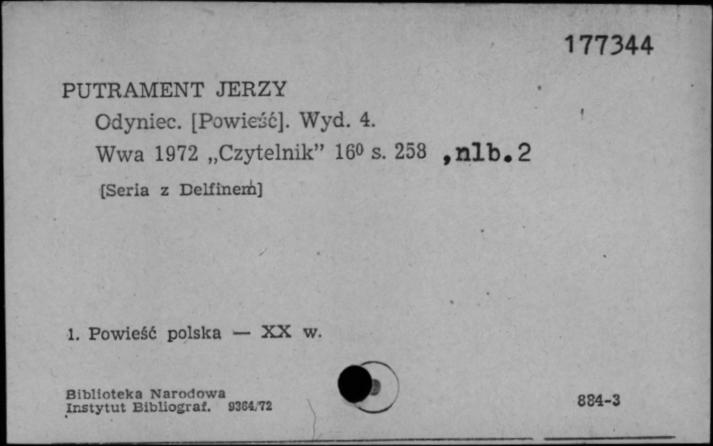 177344
PUTRAMENT JERZY
Odyniec. [Powieść]. Wyd. 4.
Wwa 1972 „Czytelnik” 16⁰ s. 258 ,nlb.2
[Seria z Delfinem]
1. Powieść polska — XX w.
Biblioteka Narodowa
Instytut Bibliograf. 9364/72
884-3